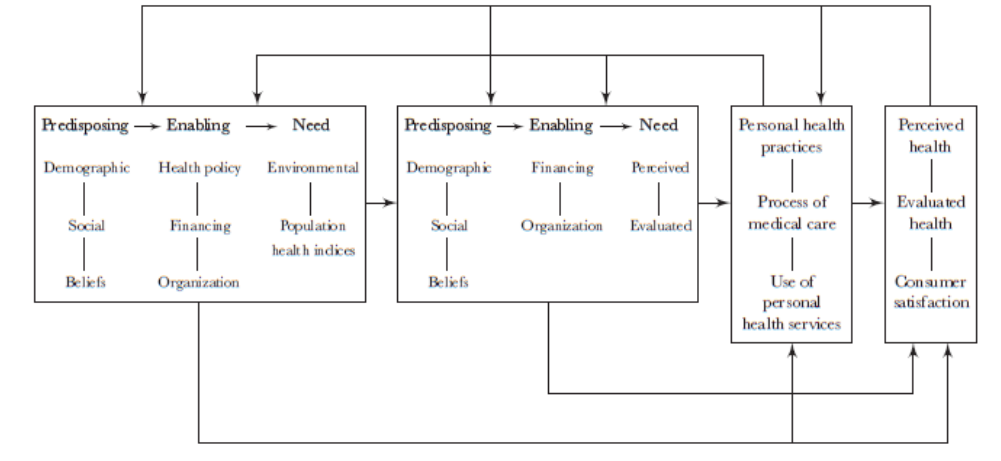 Predisposing Enabling Need
Demographic Health policy Environmental
Social Financing Population
health indices
Beliefs Organization
Predisposing Enabling Need
Demographic Financing Perceived
Social Organization Evaluated
Beliefs
Personal health
practices
Process of
medical care
Use of
personal
health services
Perceived
health
Evaluated
health
Consumer
satisfaction